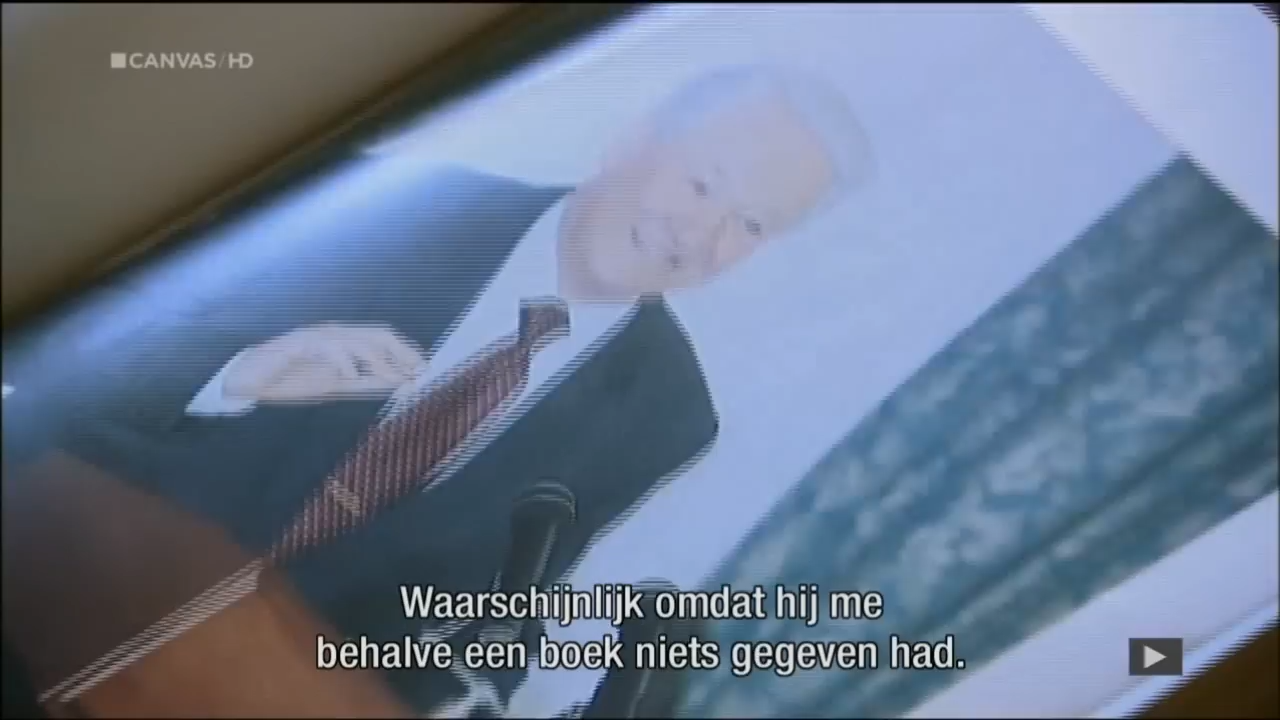 CANVAS/HD
Waarschijnlijk omdat hij me
behalve een boek niets gegeven had.